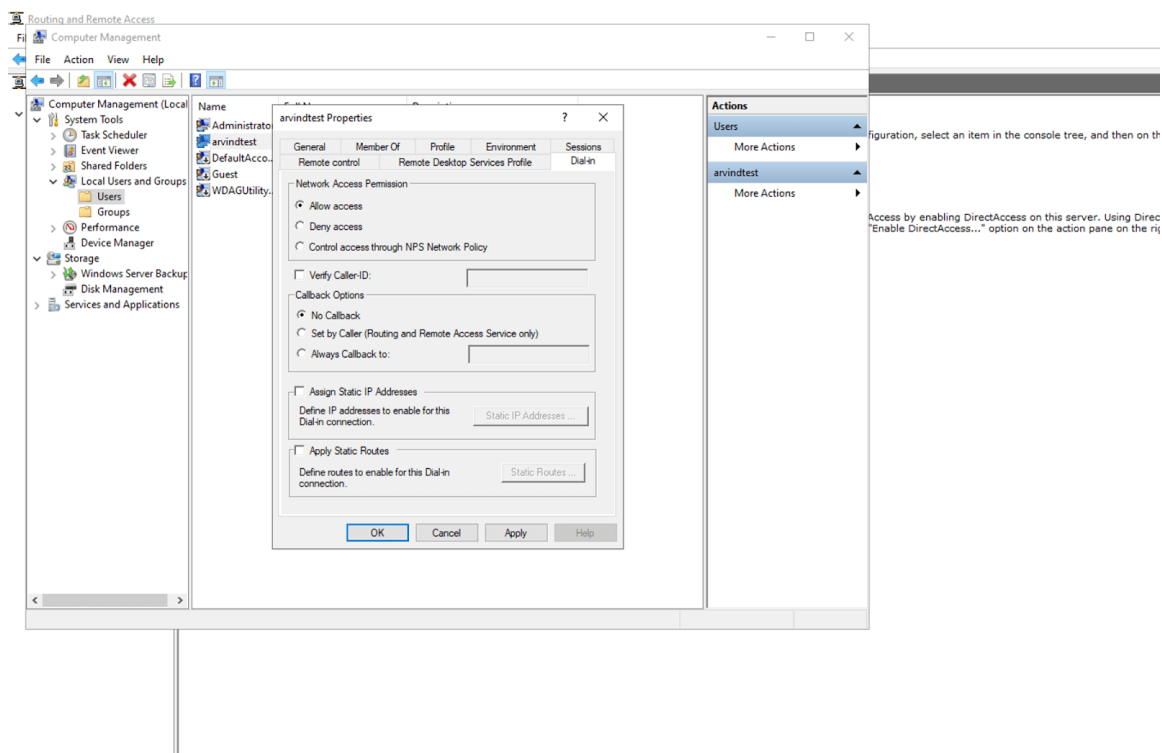 Routing and Remote Access
Fi
Computer Management
File Action View Help
Computer Management (Local
System Tools
Task Scheduler
Event Viewer
Shared Folders
Local Users and Groups
Users
Groups
Performance
Device Manager
Storage
Windows Server Backup
Disk Management
Services and Applications
Name
Administrator
arvindtest
DefaultAcco...
Guest
WDAGUtility...
arvindtest Properties
General Member Of Profile Environment Sessions
Remote control Remote Desktop Services Profile Dial-in
Network Access Permission
Allow access
Deny access
Control access through NPS Network Policy
Verify Caller-ID:
Callback Options
No Callback
Set by Caller (Routing and Remote Access Service only)
Always Callback to:
Assign Static IP Addresses
Define IP addresses to enable for this
Dial-in connection.
Static IP Addresses ...
Apply Static Routes
Define routes to enable for this Dial-in
connection.
Static Routes ...
OK Cancel Apply Help
Actions
Users
More Actions
arvindtest
More Actions
figuration, select an item in the console tree, and then on th
Access by enabling DirectAccess on this server. Using Direc
"Enable DirectAccess..." option on the action pane on the rig